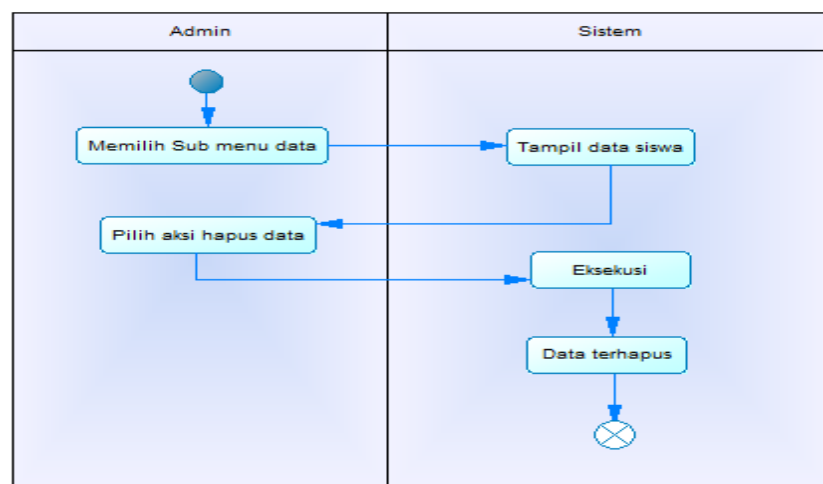 Admin
Sistem
Memilih Sub menu data
Tampil data siswa
Pilih aksi hapus data
Eksekusi
Data terhapus